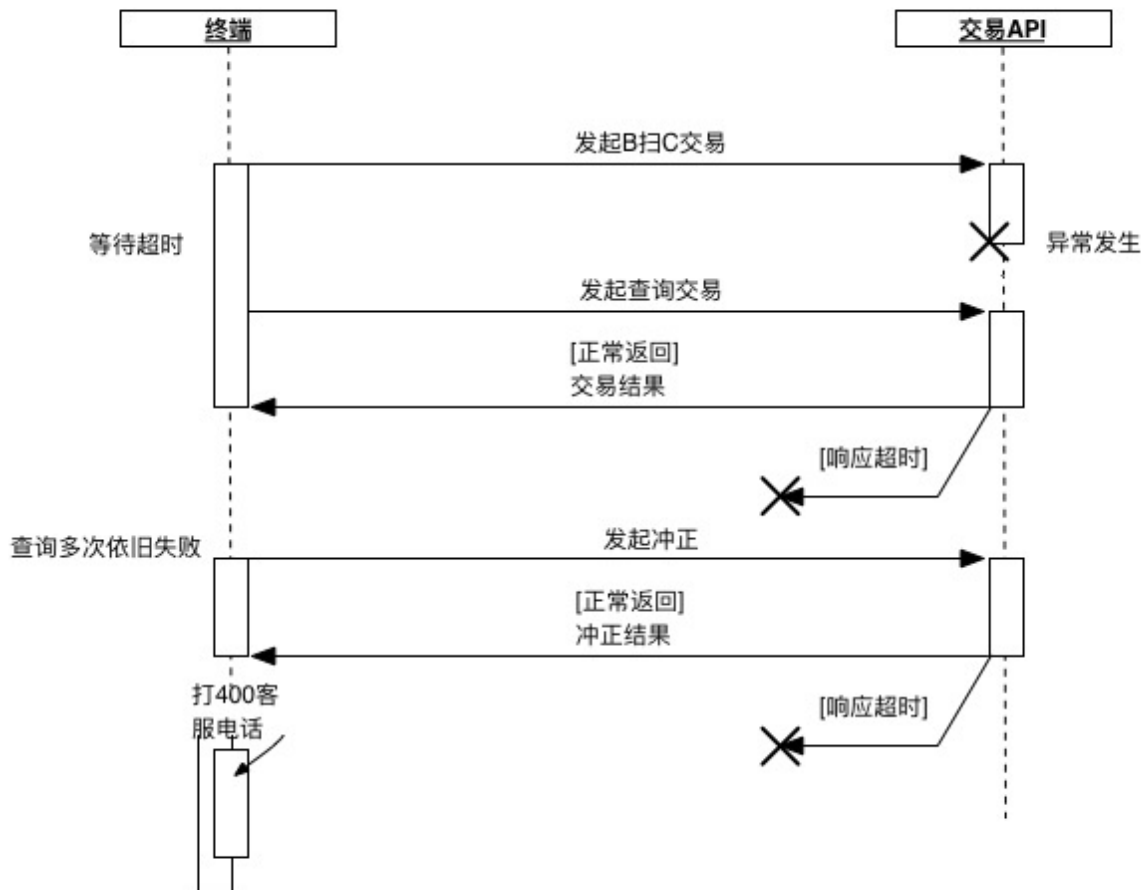 终端
交易API
发起B扫C交易
等待超时
异常发生
发起查询交易
[正常返回]
交易结果
[响应超时]
查询多次依旧失败
发起冲正
[正常返回]
冲正结果
打400客
服电话
[响应超时]